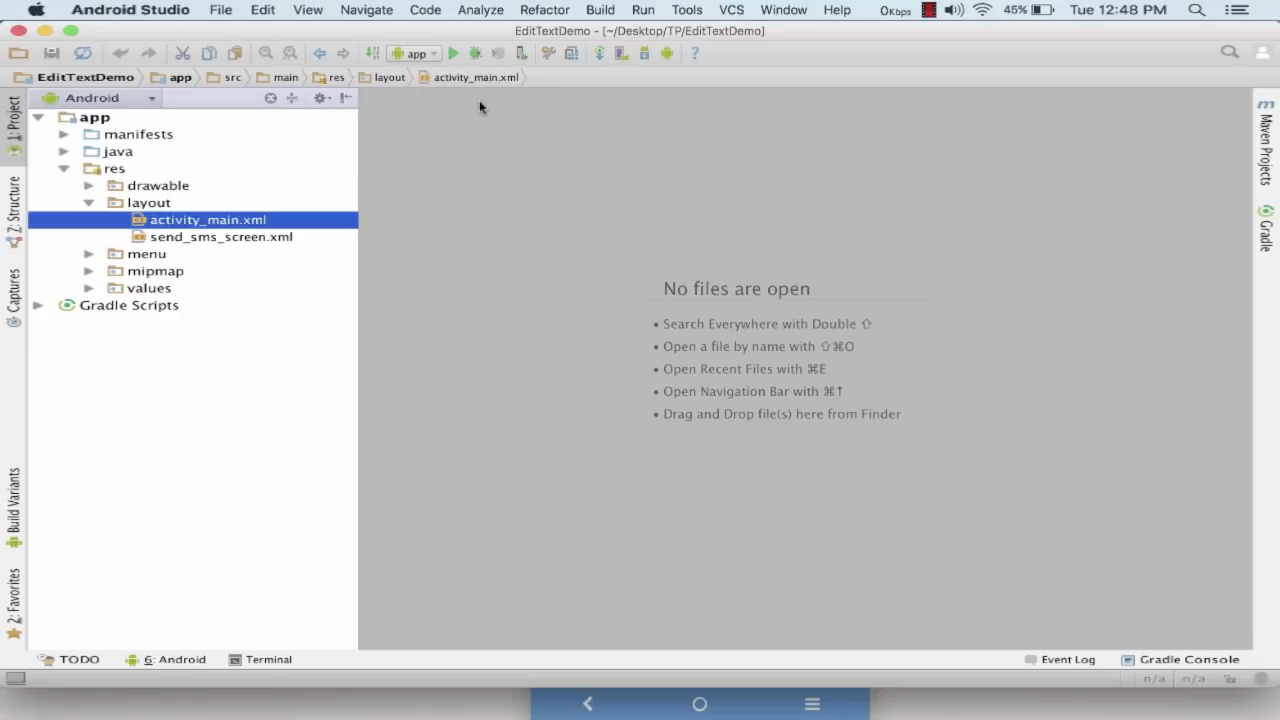 Android Studio File Edit View Navigate Code Analyze Refactor Build Run Tools VCS Window Help 0Kbps 45% Tue 12:48 PM
EditTextDemo - [~/Desktop/TP/EditTextDemo]
app
EditTextDemo app src main res layout activity_main.xml
Android
1: Project
Z: Structure
Captures
Build Variants
2: Favorites
app
manifests
java
res
drawable
layout
activity_main.xml
send_sms_screen.xml
menu
mipmap
values
Gradle Scripts
No files are open
• Search Everywhere with Double ⇧
• Open a file by name with ⇧⌘O
• Open Recent Files with ⌘E
• Open Navigation Bar with ⌘↑
• Drag and Drop file(s) here from Finder
Maven Projects
Gradle
TODO 6: Android Terminal Event Log Gradle Console
n/a n/a